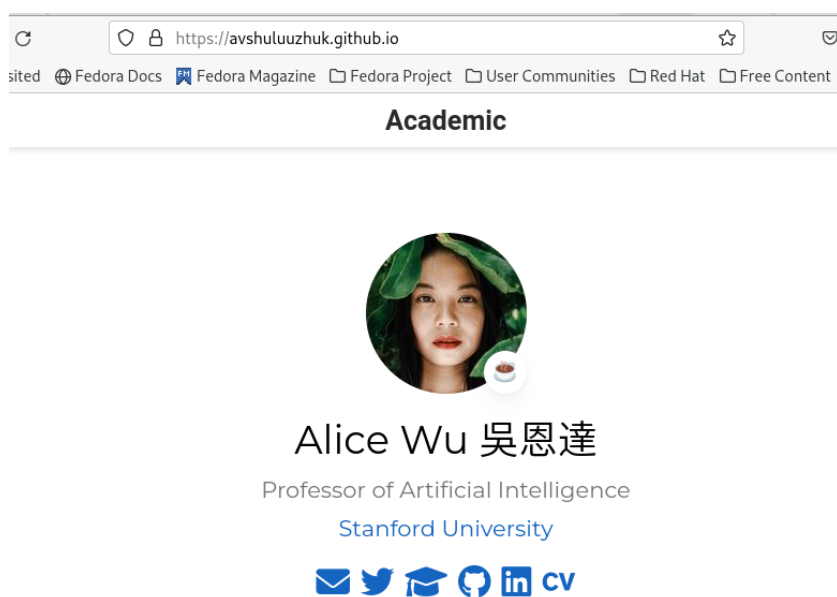 https://avshuluuzhuk.github.io
sited Fedora Docs Fedora Magazine Fedora Project User Communities Red Hat Free Content
Academic
Alice Wu 吳恩達
Professor of Artificial Intelligence
Stanford University
CV